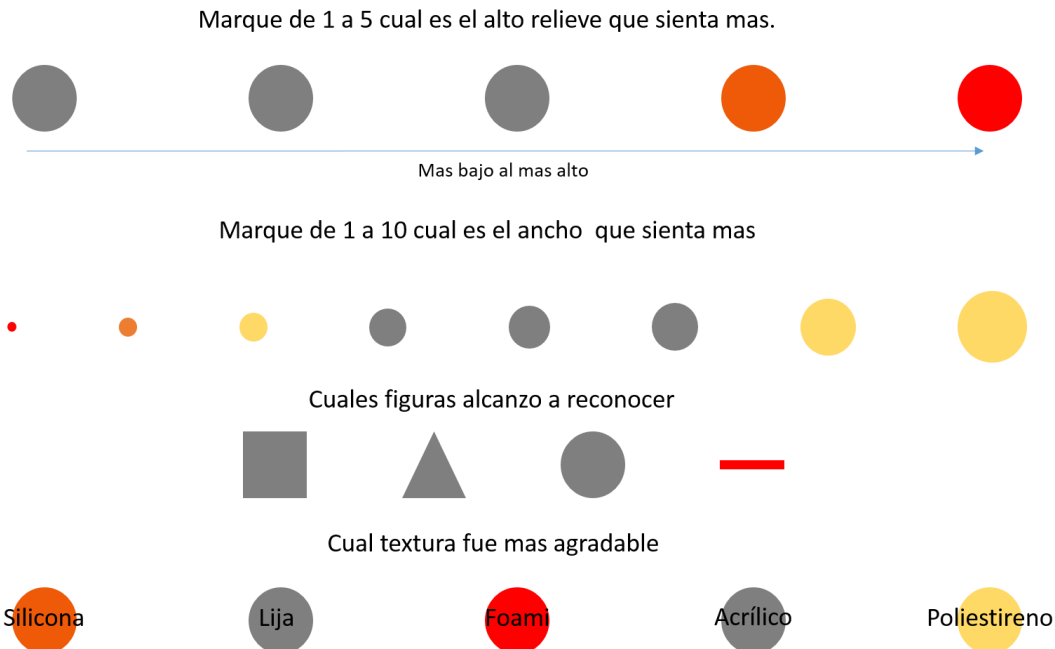 Marque de 1 a 5 cual es el alto relieve que sienta mas.
Mas bajo al mas alto
Marque de 1 a 10 cual es el ancho  que sienta mas
Cuales figuras alcanzo a reconocer
Cual textura fue mas agradable
Silicona Lija Foami Acrílico Poliestireno